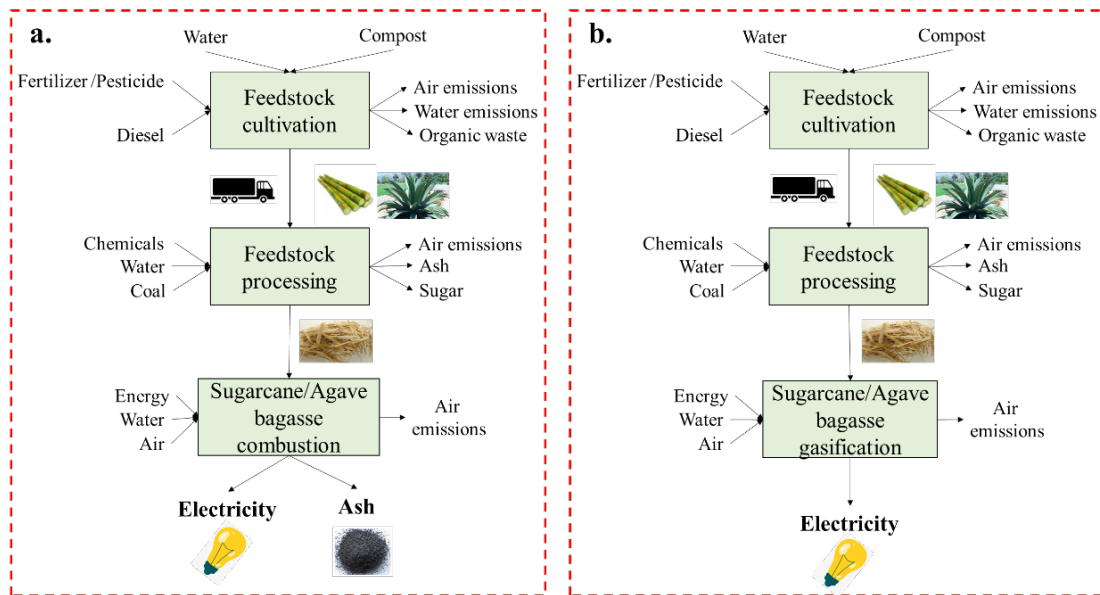 a.
Water
Compost
Fertilizer /Pesticide
Diesel
Feedstock
cultivation
Air emissions
Water emissions
Organic waste
Chemicals
Water
Coal
Feedstock
processing
Air emissions
Ash
Sugar
Energy
Water
Air
Sugarcane/Agave
bagasse
combustion
Air
emissions
Electricity
Ash
b.
Water
Compost
Fertilizer /Pesticide
Diesel
Feedstock
cultivation
Air emissions
Water emissions
Organic waste
Chemicals
Water
Coal
Feedstock
processing
Air emissions
Ash
Sugar
Energy
Water
Air
Sugarcane/Agave
bagasse
gasification
Air
emissions
Electricity